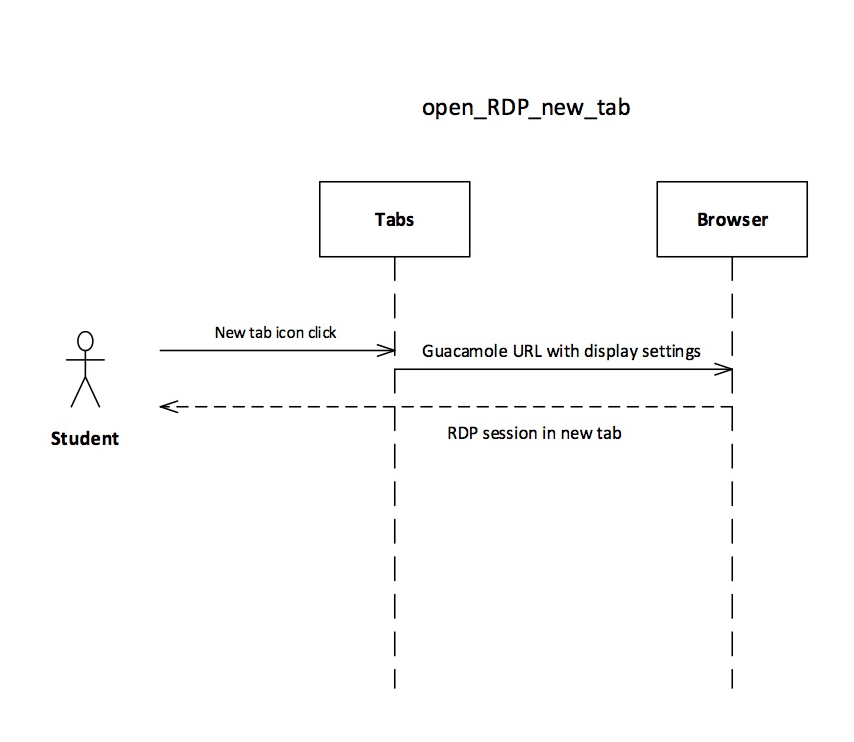 open_RDP_new_tab
Tabs
Browser
New tab icon click
Guacamole URL with display settings
RDP session in new tab
Student